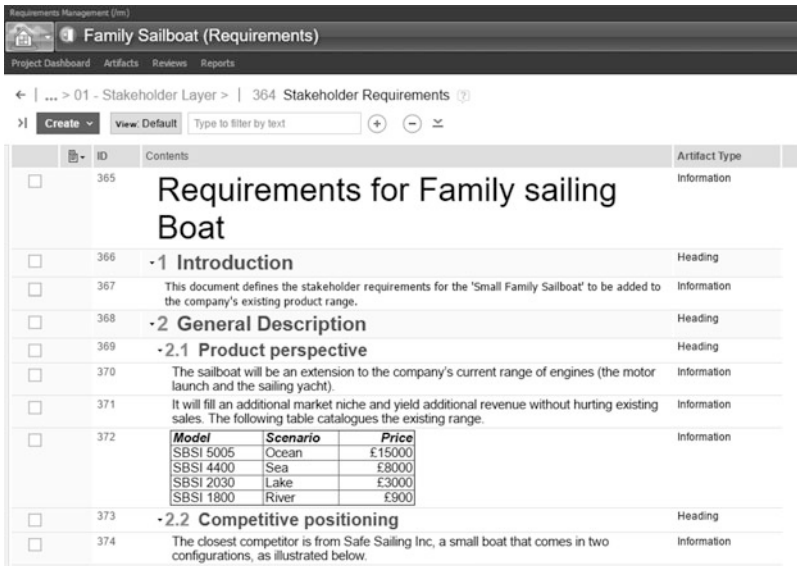 Requirements Management (/rm)
Family Sailboat (Requirements)
Project Dashboard Artifacts Reviews Reports
... > 01 - Stakeholder Layer > | 364 Stakeholder Requirements ?
Create View: Default Type to filter by text
ID Contents Artifact Type
365 Requirements for Family sailing Information
Boat
366 1 Introduction Heading
367 This document defines the stakeholder requirements for the 'Small Family Sailboat' to be added to Information
the company's existing product range.
368 2 General Description Heading
369 2.1 Product perspective Heading
370 The sailboat will be an extension to the company's current range of engines (the motor Information
launch and the sailing yacht).
371 It will fill an additional market niche and yield additional revenue without hurting existing Information
sales. The following table catalogues the existing range.
372 Model Scenario Price Information
SBSI 5005 Ocean £15000
SBSI 4400 Sea £8000
SBSI 2030 Lake £3000
SBSI 1800 River £900
373 2.2 Competitive positioning Heading
374 The closest competitor is from Safe Sailing Inc, a small boat that comes in two Information
configurations, as illustrated below.